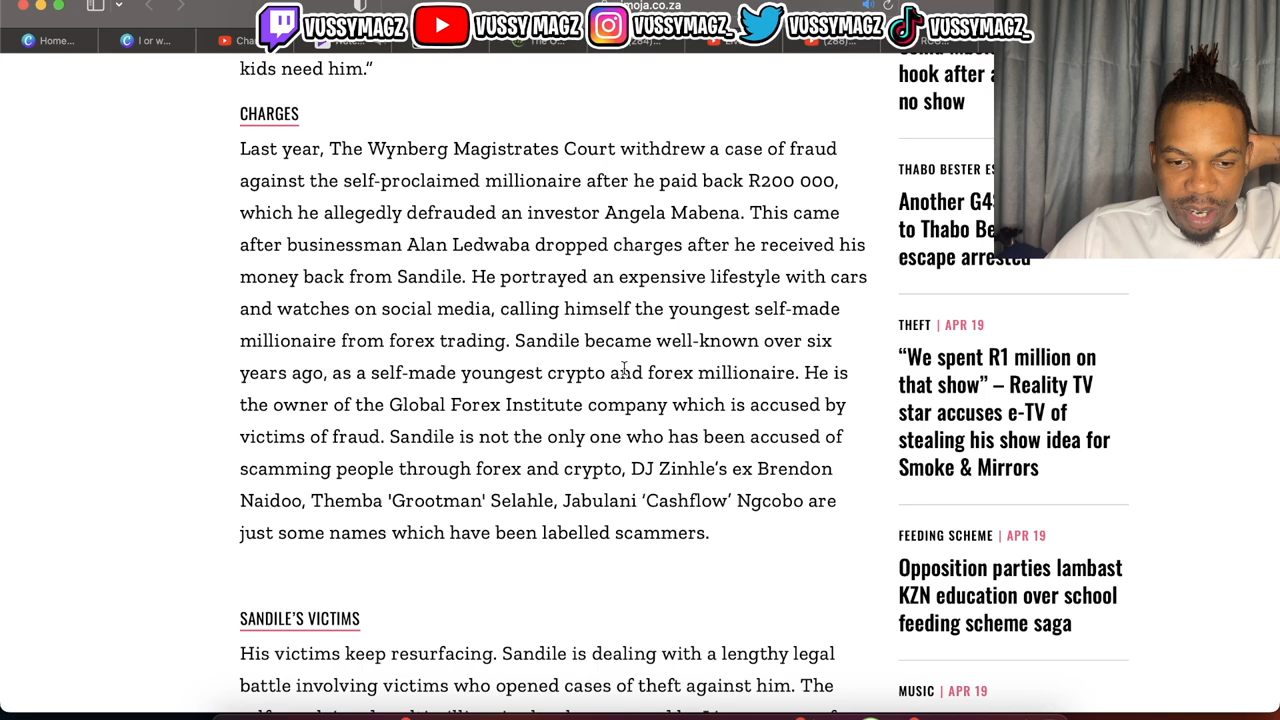 moja.co.za
VUSSYMAGZ
VUSSY MAGZ
VUSSYMAGZ_
VUSSYMAGZ
VUSSYMAGZ_
Home...
I or w...
kids need him.“
CHARGES
Last year, The Wynberg Magistrates Court withdrew a case of fraud
against the self-proclaimed millionaire after he paid back R200 000,
which he allegedly defrauded an investor Angela Mabena. This came
after businessman Alan Ledwaba dropped charges after he received his
money back from Sandile. He portrayed an expensive lifestyle with cars
and watches on social media, calling himself the youngest self-made
millionaire from forex trading. Sandile became well-known over six
years ago, as a self-made youngest crypto and forex millionaire. He is
the owner of the Global Forex Institute company which is accused by
victims of fraud. Sandile is not the only one who has been accused of
scamming people through forex and crypto, DJ Zinhle’s ex Brendon
Naidoo, Themba 'Grootman' Selahle, Jabulani ‘Cashflow’ Ngcobo are
just some names which have been labelled scammers.
SANDILE’S VICTIMS
His victims keep resurfacing. Sandile is dealing with a lengthy legal
battle involving victims who opened cases of theft against him. The
hook after a
no show
THABO BESTER ES
Another G4S
to Thabo Be
escape arrested
THEFT | APR 19
“We spent R1 million on
that show” – Reality TV
star accuses e-TV of
stealing his show idea for
Smoke & Mirrors
FEEDING SCHEME | APR 19
Opposition parties lambast
KZN education over school
feeding scheme saga
MUSIC | APR 19